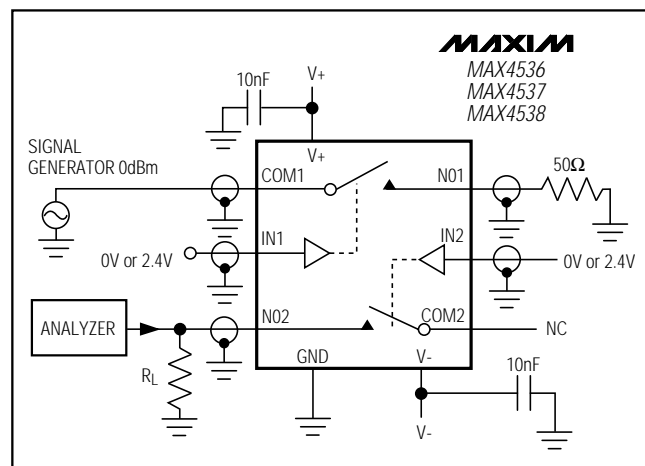 MAXIM
MAX4536
MAX4537
MAX4538
V+
10nF
V+
SIGNAL
GENERATOR 0dBm
COM1
N01
50Ω
IN1
IN2
0V or 2.4V
0V or 2.4V
ANALYZER
N02
COM2
NC
RL
GND
V-
10nF
V-